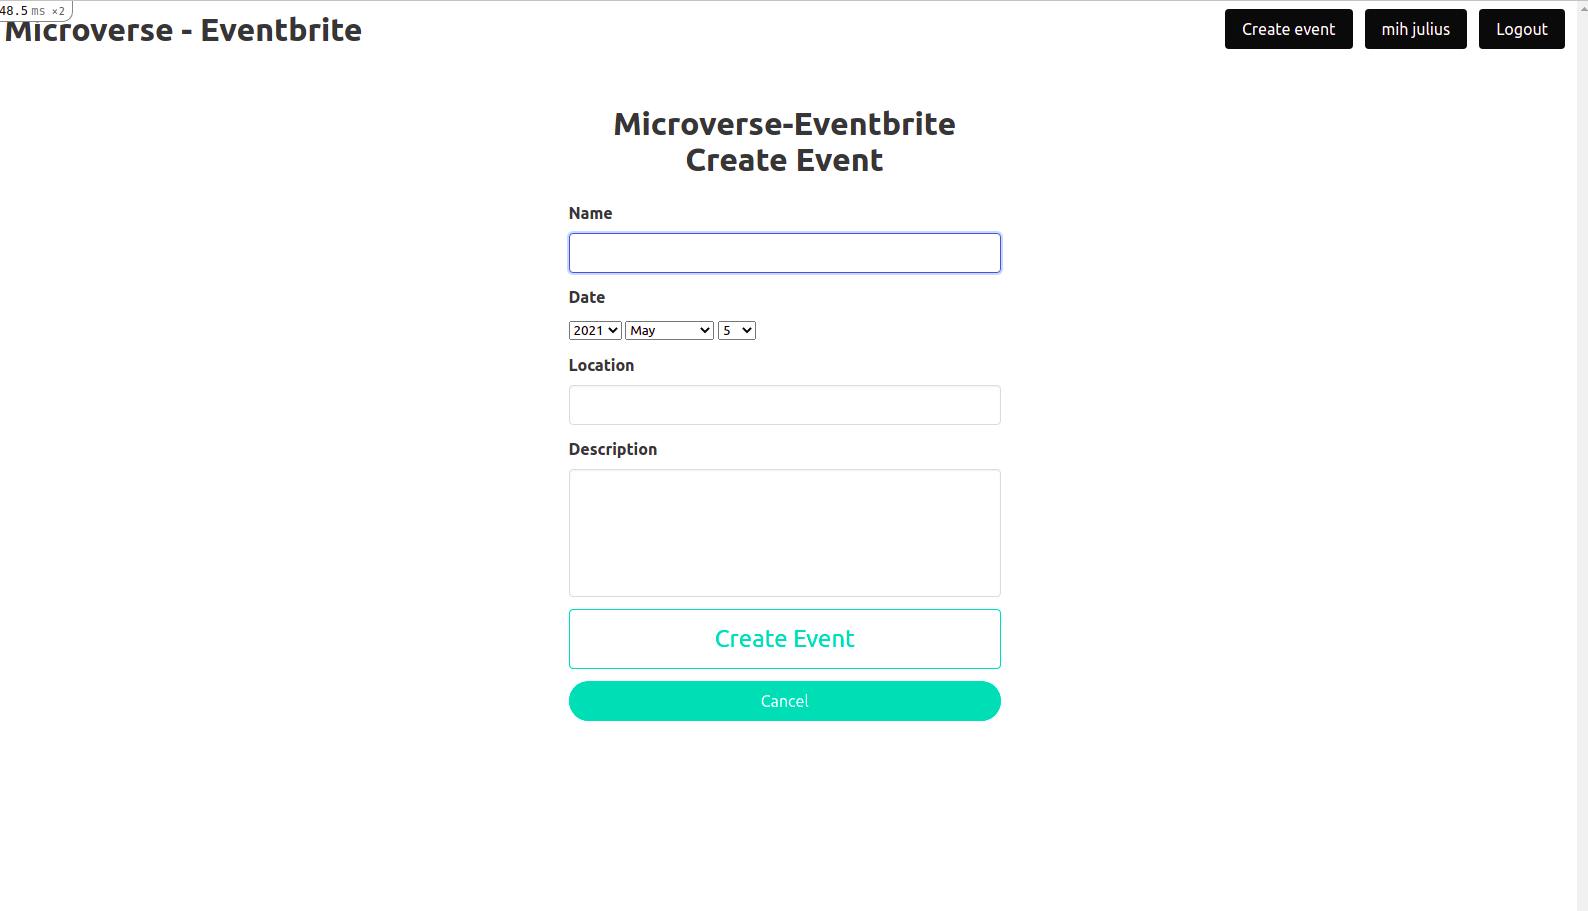 48.5 ms ×2
Microverse - Eventbrite
Create event
mih julius
Logout
Microverse-Eventbrite
Create Event
Name
Date
2021 May 5
Location
Description
Create Event
Cancel